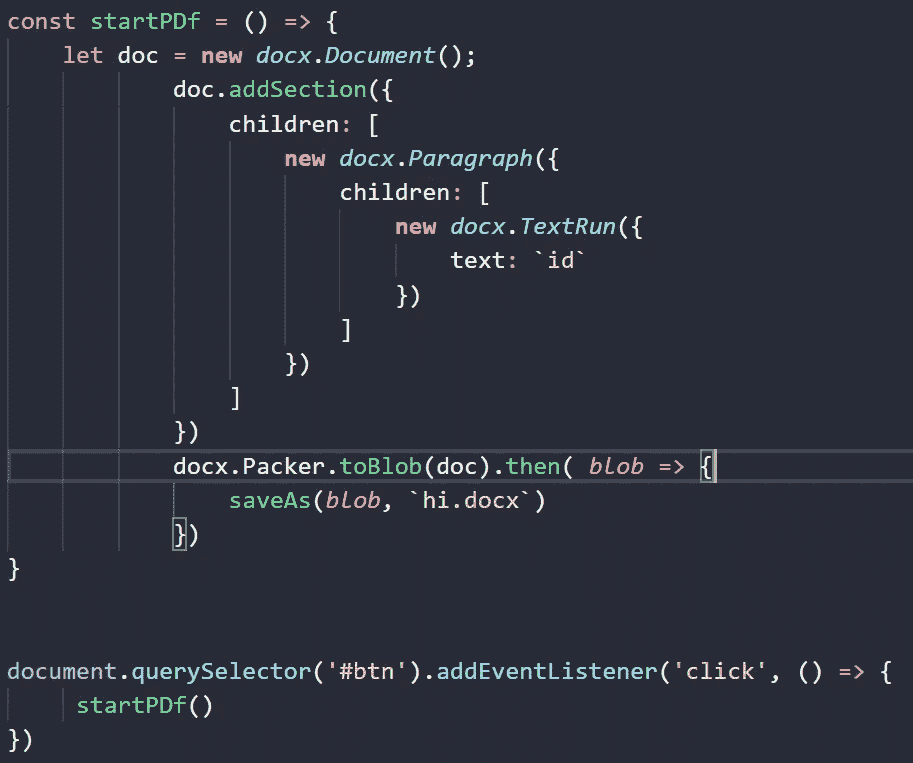 const startPDf = () => {
    let doc = new docx.Document();
            doc.addSection({
                children: [
                    new docx.Paragraph({
                        children: [
                            new docx.TextRun({
                                text: `id`
                            })
                        ]
                    })
                ]
            })
            docx.Packer.toBlob(doc).then( blob => {
                saveAs(blob, `hi.docx`)
            })
}
document.querySelector('#btn').addEventListener('click', () => {
     startPDf()
})